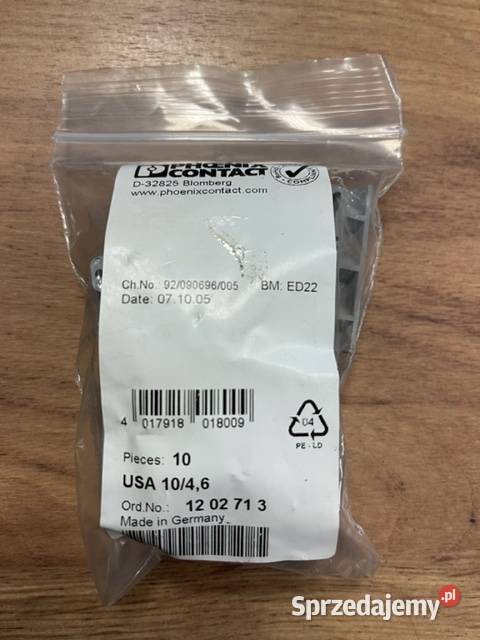 PHOENIX
CONTACT
D-32825 Blomberg
www.phoenixcontact.com
Ch.No.: 92/090696/005 BM: ED22
Date: 07.10.05
4 017918 018009
04
PE-LD
Pieces: 10
USA 10/4,6
Ord.No.: 12 02 71 3
Made in Germany
Sprzedajemy.pl